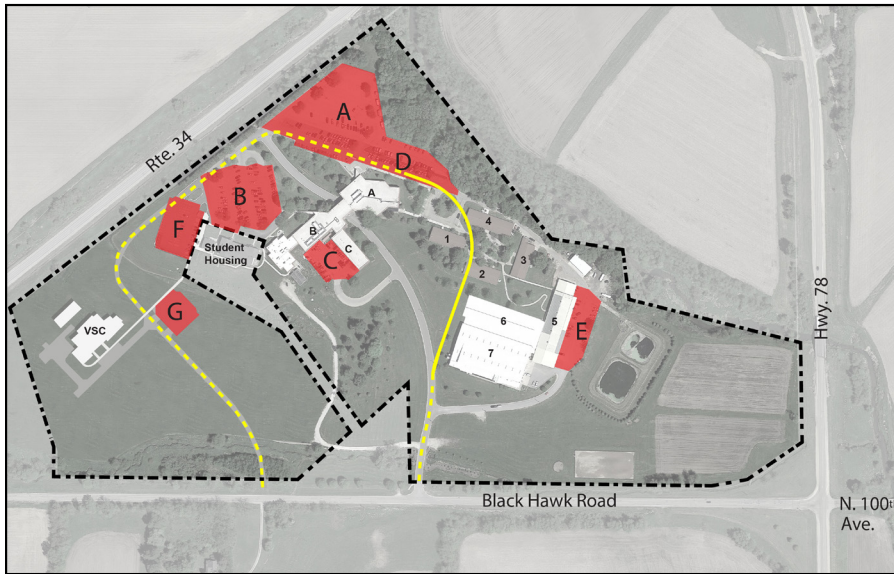 Rte. 34
A
D
B
A
F
B
C
4
1
Student
Housing
C
3
2
G
VSC
6
5
E
7
Hwy. 78
Black Hawk Road
N. 100th
Ave.